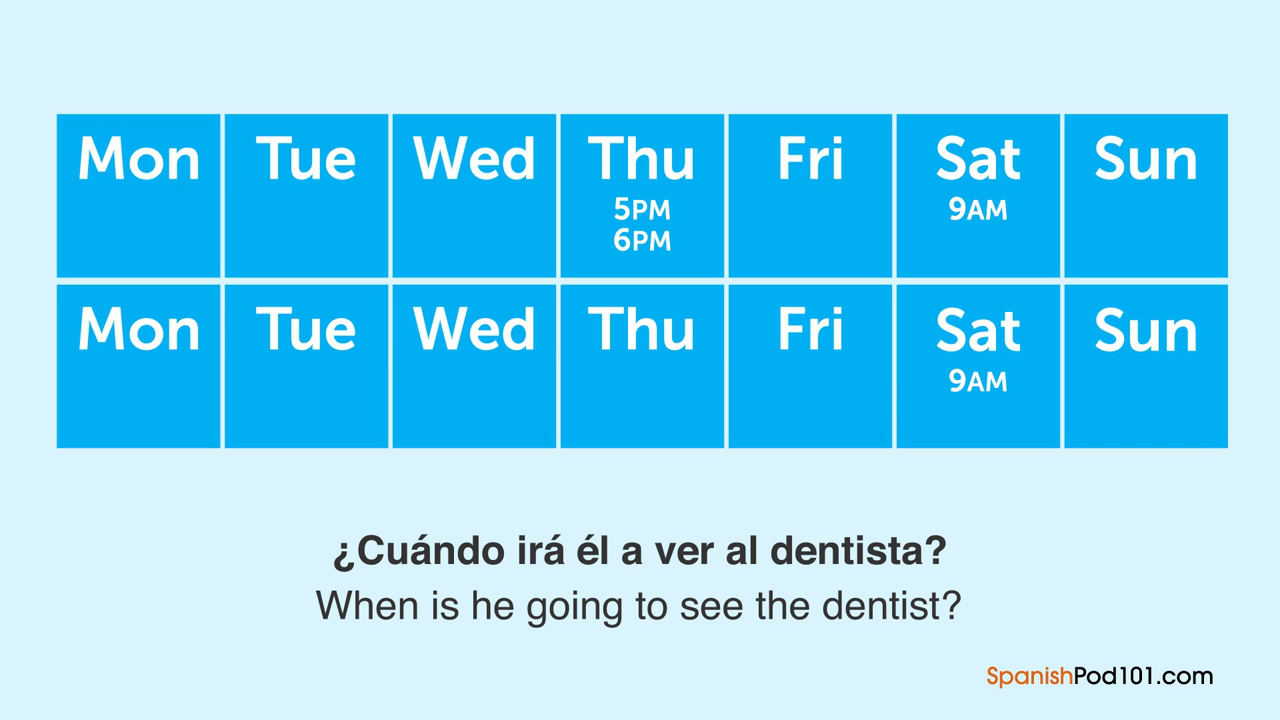 Mon Tue Wed Thu Fri Sat Sun
5PM 9AM
6PM
Mon Tue Wed Thu Fri Sat Sun
9AM
¿Cuándo irá él a ver al dentista?
When is he going to see the dentist?
SpanishPod101.com